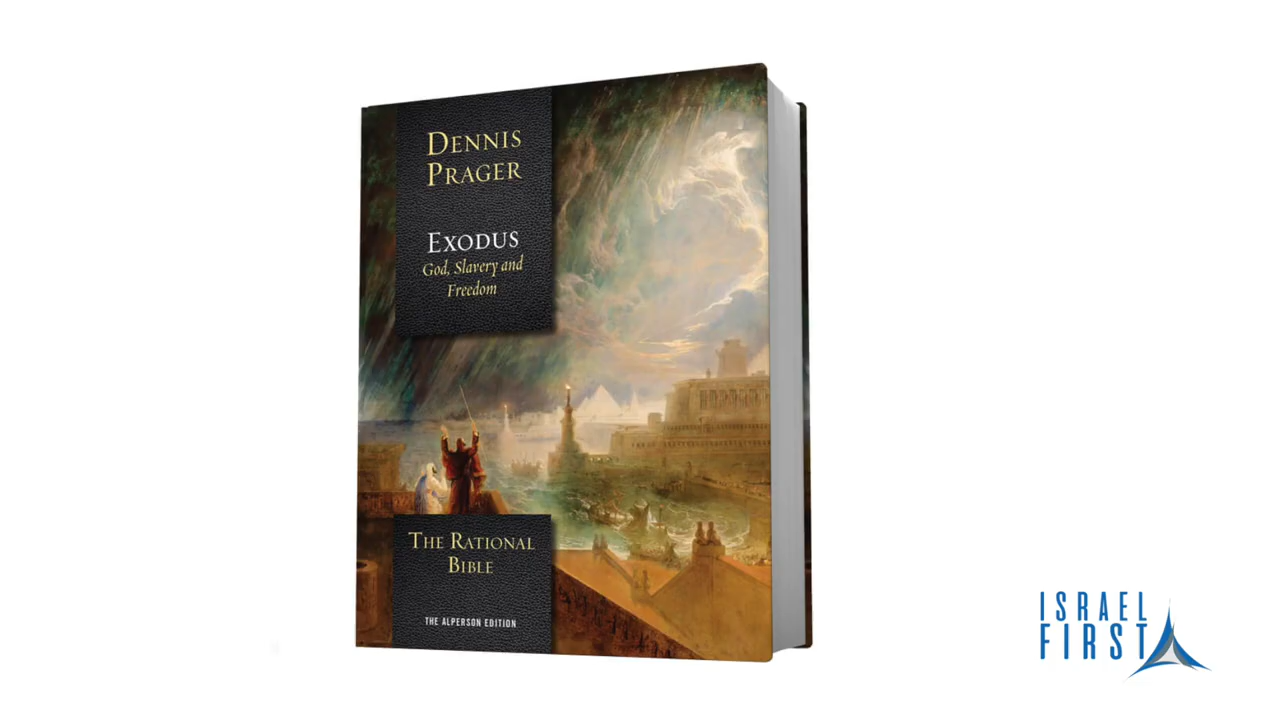 DENNIS
PRAGER
EXODUS
God, Slavery and
Freedom
THE RATIONAL
BIBLE
THE ALPERSON EDITION
ISRAEL
FIRST